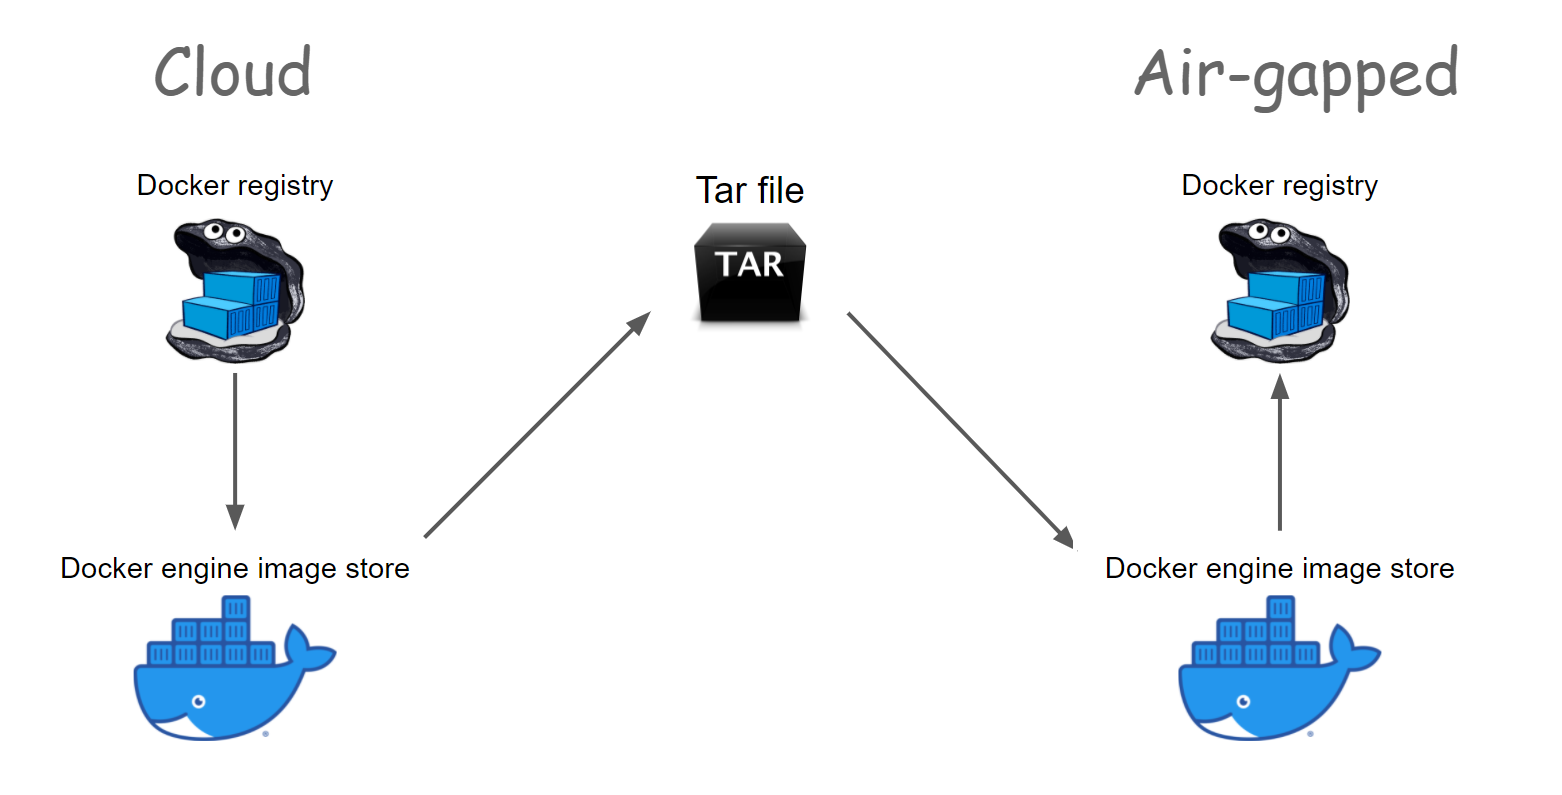 Cloud
Air-gapped
Docker registry
Tar file
Docker registry
TAR
Docker engine image store
Docker engine image store